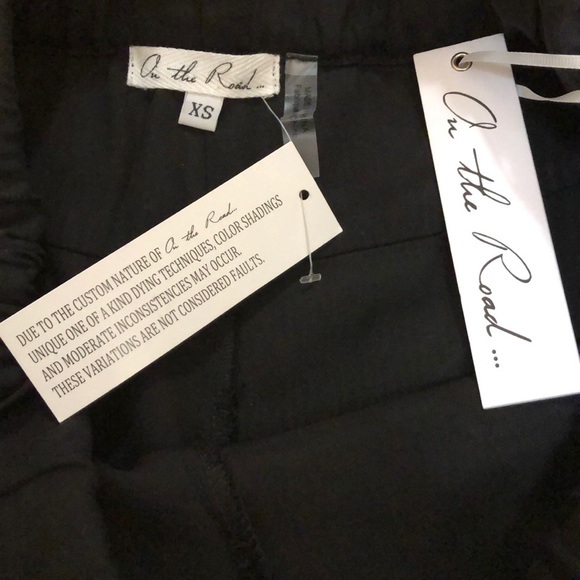 On the Road...
XS
DUE TO THE CUSTOM NATURE OF On the Road
UNIQUE ONE OF A KIND DYING TECHNIQUES, COLOR SHADINGS
AND MODERATE INCONSISTENCIES MAY OCCUR.
THESE VARIATIONS ARE NOT CONSIDERED FAULTS.
On the Road...